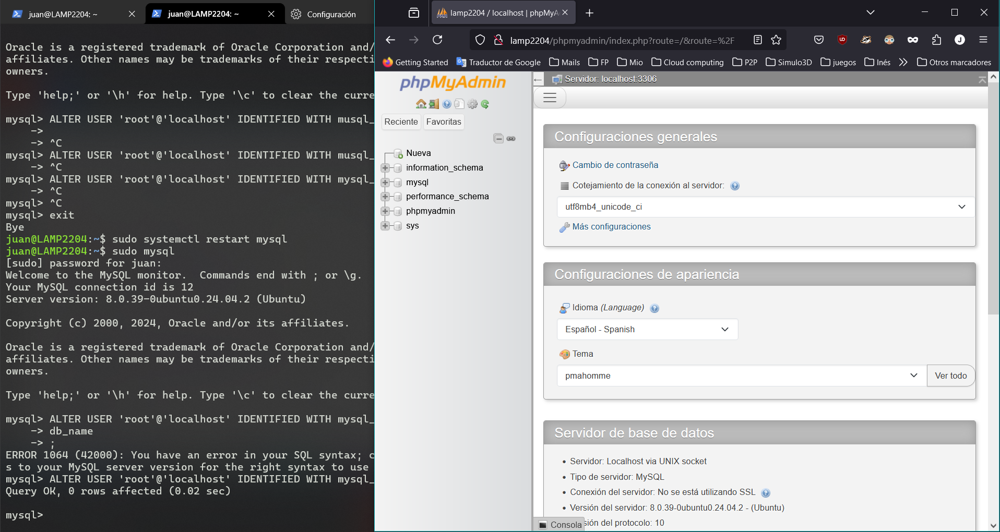 juan@LAMP2204: ~
juan@LAMP2204: ~
Configuración
Oracle is a registered trademark of Oracle Corporation and/
affiliates. Other names may be trademarks of their respecti
owners.
Type 'help;' or '\h' for help. Type '\c' to clear the curre
mysql> ALTER USER 'root'@'localhost' IDENTIFIED WITH musql_
->
-> ^C
mysql> ALTER USER 'root'@'localhost' IDENTIFIED WITH musql_
-> ^C
mysql> ALTER USER 'root'@'localhost' IDENTIFIED WITH mysql_
-> ^C
mysql> ^C
mysql> exit
Bye
juan@LAMP2204:~$ sudo systemctl restart mysql
juan@LAMP2204:~$ sudo mysql
[sudo] password for juan:
Welcome to the MySQL monitor.  Commands end with ; or \g.
Your MySQL connection id is 12
Server version: 8.0.39-0ubuntu0.24.04.2 (Ubuntu)
Copyright (c) 2000, 2024, Oracle and/or its affiliates.
Oracle is a registered trademark of Oracle Corporation and/
affiliates. Other names may be trademarks of their respecti
owners.
Type 'help;' or '\h' for help. Type '\c' to clear the curre
mysql> ALTER USER 'root'@'localhost' IDENTIFIED WITH mysql_
-> db_name
-> ;
ERROR 1064 (42000): You have an error in your SQL syntax; c
s to your MySQL server version for the right syntax to use
mysql> ALTER USER 'root'@'localhost' IDENTIFIED WITH mysql_
Query OK, 0 rows affected (0.02 sec)
mysql>
lamp2204 / localhost | phpMyA
lamp2204/phpmyadmin/index.php?route=/&route=%2F
Getting Started Traductor de Google Mails FP Mio Cloud computing P2P Simulo3D juegos Inés Otros marcadores
phpMyAdmin
Reciente Favoritas
Nueva
information_schema
mysql
performance_schema
phpmyadmin
sys
Servidor: localhost:3306
Configuraciones generales
Cambio de contraseña
Cotejamiento de la conexión al servidor:
utf8mb4_unicode_ci
Más configuraciones
Configuraciones de apariencia
Idioma (Language)
Español - Spanish
Tema
pmahomme
Ver todo
Servidor de base de datos
• Servidor: Localhost via UNIX socket
• Tipo de servidor: MySQL
• Conexión del servidor: No se está utilizando SSL
• Versión del servidor: 8.0.39-0ubuntu0.24.04.2 - (Ubuntu)
sión del protocolo: 10
Consola